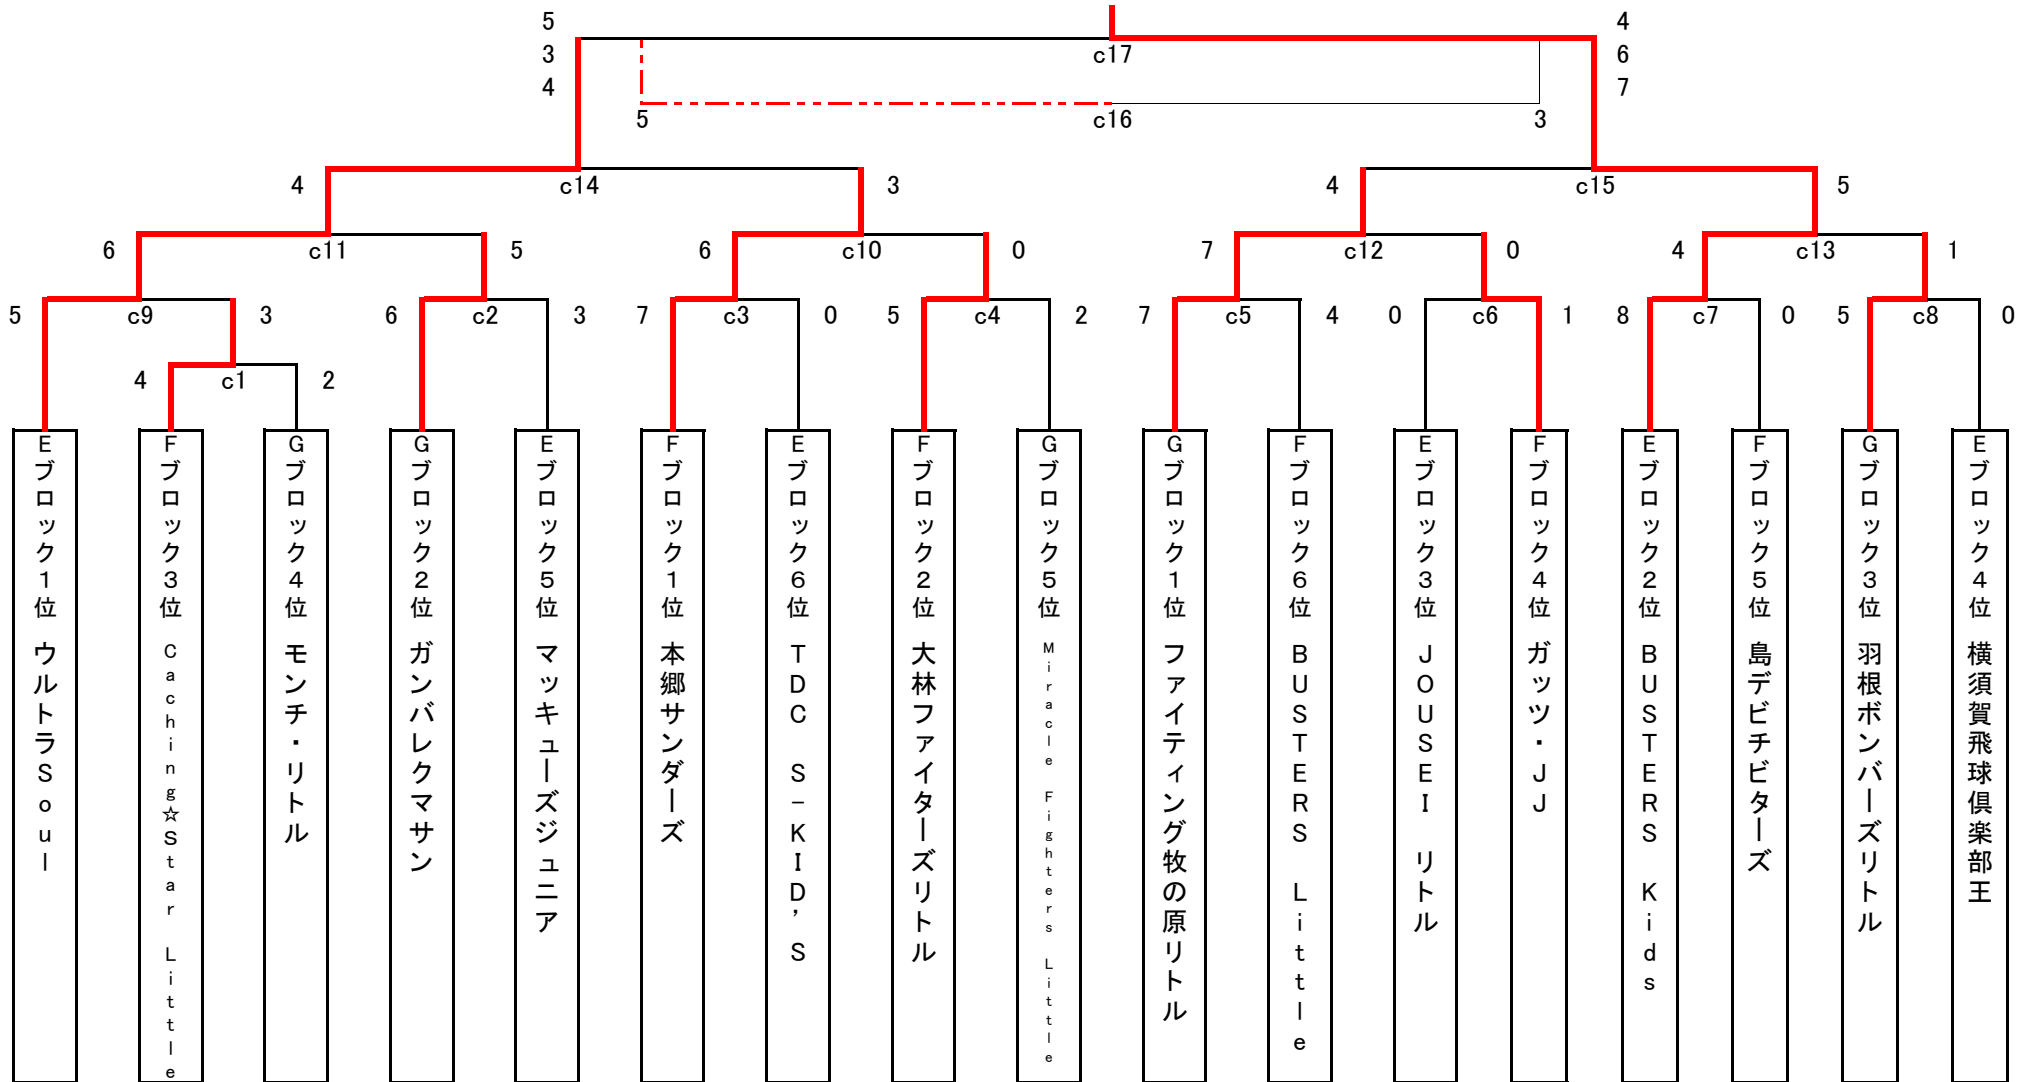 5 4
3 c17 6
4 7
5 c16 3
4 c14 3 4 c15 5
6 c11 5 6 c10 0 7 c12 0 4 c13 1
5 c9 3 6 c2 3 7 c3 0 5 c4 2 7 c5 4 0 c6 1 8 c7 0 5 c8 0
4 c1 2
Eブロック1位 ウルトラSoul
Fブロック3位 Caching☆Star Little
Gブロック4位 モンチ・リトル
Gブロック2位 ガンバレクマサン
Eブロック5位 マッキューズジュニア
Fブロック1位 本郷サンダーズ
Eブロック6位 TDC S-KID'S
Fブロック2位 大林ファイターズリトル
Gブロック5位 Miracle Fighters Little
Gブロック1位 ファイティング牧の原リトル
Fブロック6位 BUSTERS Little
Eブロック3位 JOUSEI リトル
Fブロック4位 ガッツ・JJ
Eブロック2位 BUSTERS Kids
Fブロック5位 島デビチビターズ
Gブロック3位 羽根ボンバーズリトル
Eブロック4位 横須賀飛球倶楽部王